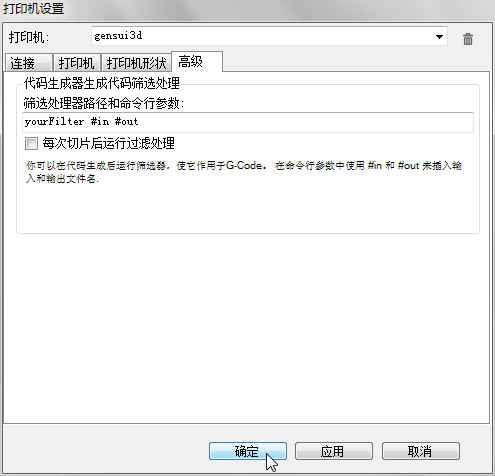 打印机设置
打印机: gensui3d
连接 打印机 打印机形状 高级
代码生成器生成代码筛选处理
筛选处理器路径和命令行参数:
yourFilter #in #out
每次切片后运行过滤处理
你可以在代码生成后运行筛选器，使它作用于G-Code。 在命令行参数中使用 #in 和 #out 来插入输
入和输出文件名.
确定 应用 取消